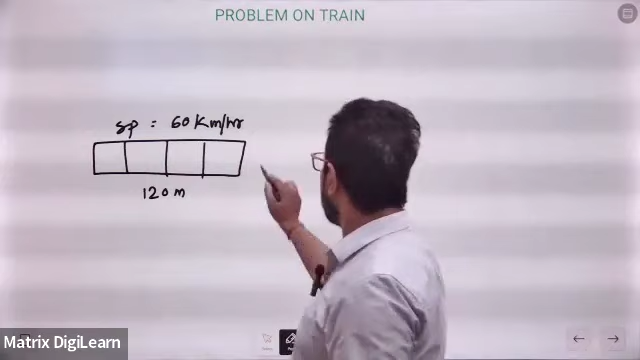 PROBLEM ON TRAIN
sp = 60 Km/hr
120 m
Matrix DigiLearn